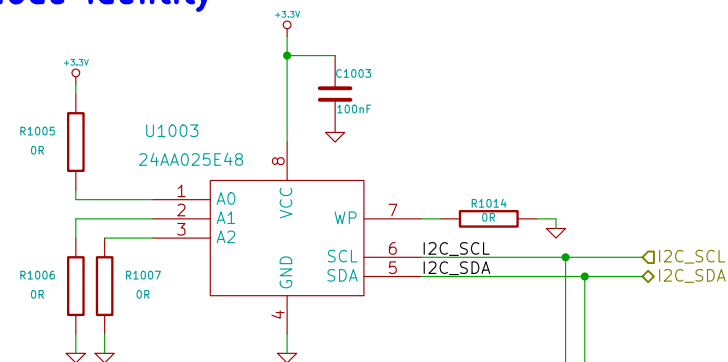 +3.3V
+3.3V
C1003
100nF
R1005
0R
U1003
24AA025E48
8
VCC
1 A0
2 A1
3 A2
WP 7
R1014
0R
SCL 6 I2C_SCL
I2C_SCL
SDA 5 I2C_SDA
I2C_SDA
GND
4
R1006
0R
R1007
0R